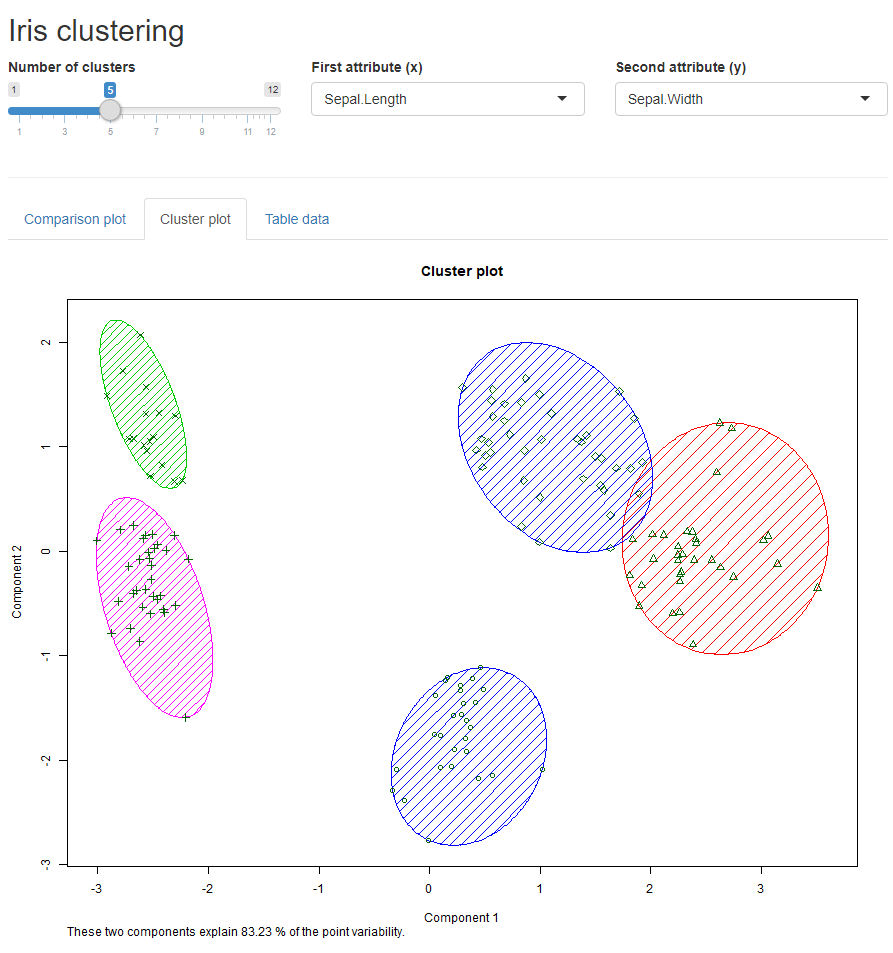 Iris clustering
Number of clusters
First attribute (x)
Second attribute (y)
1 5 12
Sepal.Length
Sepal.Width
1 3 5 7 9 11 12
Comparison plot
Cluster plot
Table data
Cluster plot
2
1
0
-1
-2
-3
Component 2
-3 -2 -1 0 1 2 3
Component 1
These two components explain 83.23 % of the point variability.